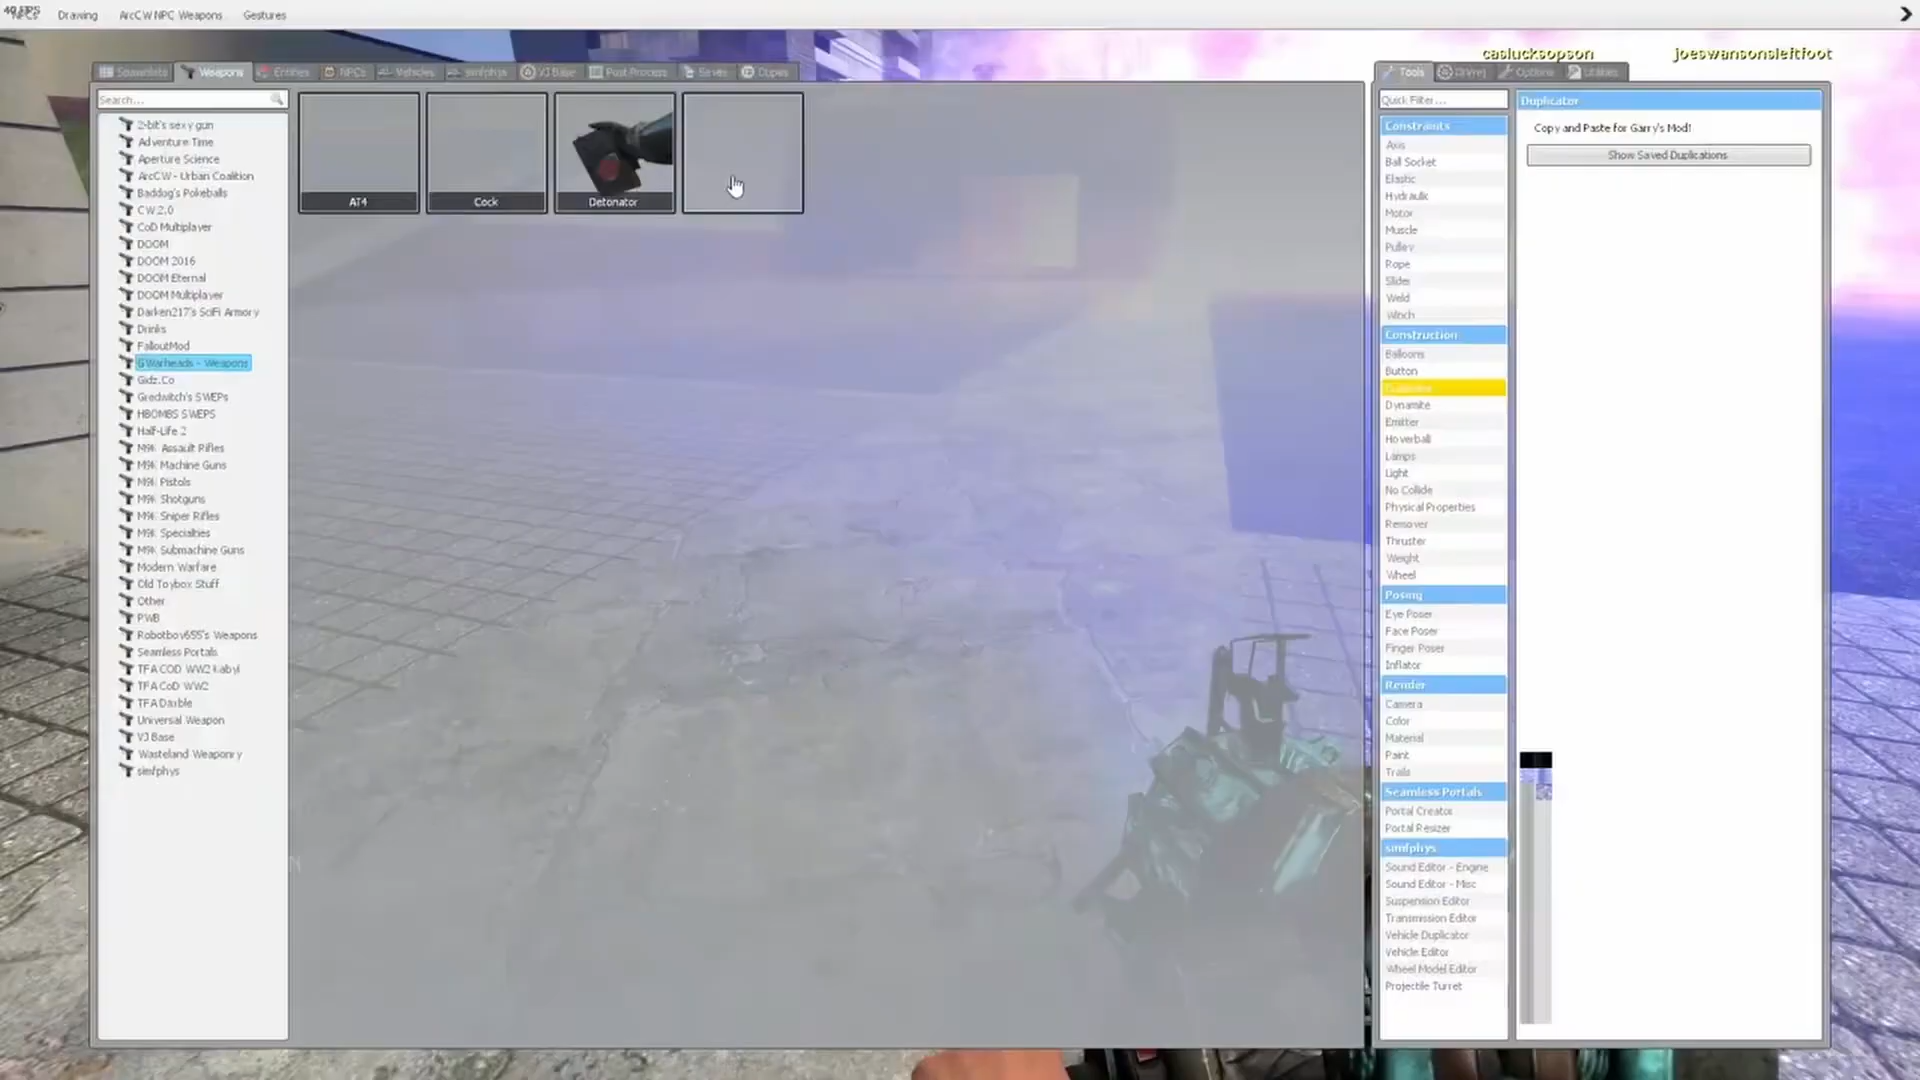 40 FPS
NPCs Drawing ArcCW NPC Weapons Gestures
caslucksopson joeswansonsleftfoot
Spawnlists Weapons Entities NPCs Vehicles simfphys VJ Base Post Process Saves Dupes
Search...
2-bit's sexy gun
Adventure Time
Aperture Science
ArcCW - Urban Coalition
Baddog's Pokeballs
CW 2.0
CoD Multiplayer
DOOM
DOOM 2016
DOOM Eternal
DOOM Multiplayer
Darken217's SciFi Armory
Drinks
FalloutMod
GWarheads - Weapons
Gidz.Co
Gredwitch's SWEPs
HBOMBS SWEPS
Half-Life 2
M9K Assault Rifles
M9K Machine Guns
M9K Pistols
M9K Shotguns
M9K Sniper Rifles
M9K Specialties
M9K Submachine Guns
Modern Warfare
Old Toybox Stuff
Other
PWB
Robotboy655's Weapons
Seamless Portals
TFA COD WW2 Kabyl
TFA CoD WW2
TFA Darble
Universal Weapon
VJ Base
Wasteland Weaponry
simfphys
AT4
Cock
Detonator
Tools Options Utilities
Quick Filter...
Constraints
Axis
Ball Socket
Elastic
Hydraulic
Motor
Muscle
Pulley
Rope
Slider
Weld
Winch
Construction
Balloons
Button
Duplicator
Dynamite
Emitter
Hoverball
Lamps
Light
No Collide
Physical Properties
Remover
Thruster
Weight
Wheel
Posing
Eye Poser
Face Poser
Finger Poser
Inflator
Render
Camera
Color
Material
Paint
Trails
Seamless Portals
Portal Creator
Portal Resizer
simfphys
Sound Editor - Engine
Sound Editor - Misc
Suspension Editor
Transmission Editor
Vehicle Duplicator
Vehicle Editor
Wheel Model Editor
Projectile Turret
Duplicator
Copy and Paste for Garry's Mod!
Show Saved Duplications